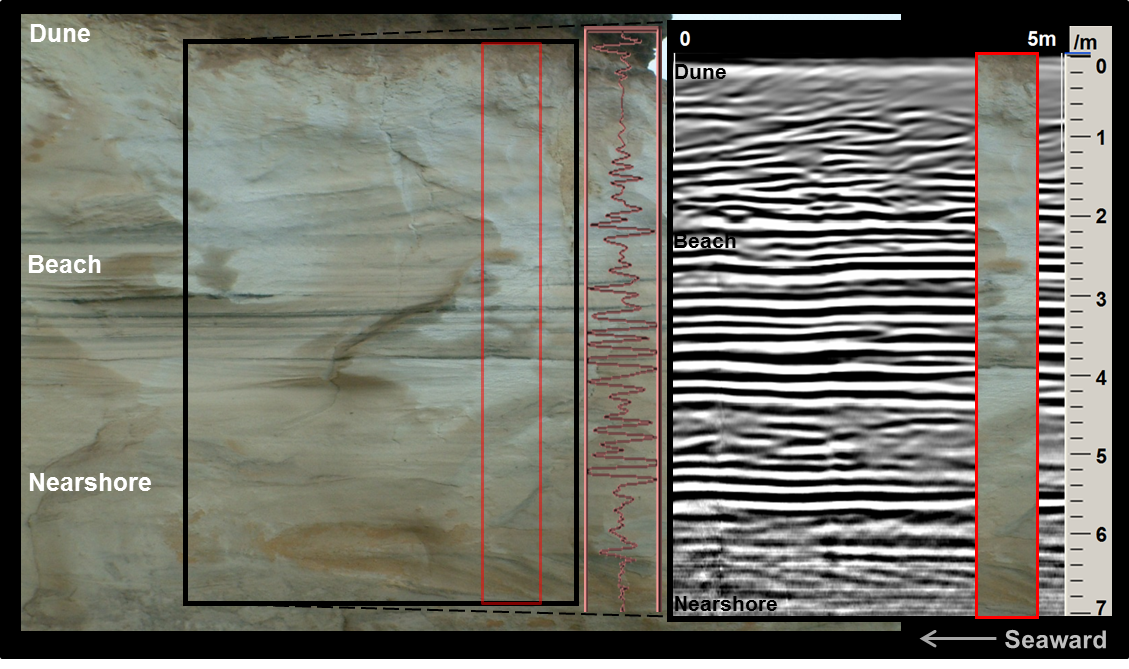 Dune
Beach
Nearshore
0
5m
/m
Dune
Beach
Nearshore
0
1
2
3
4
5
6
7
Seaward